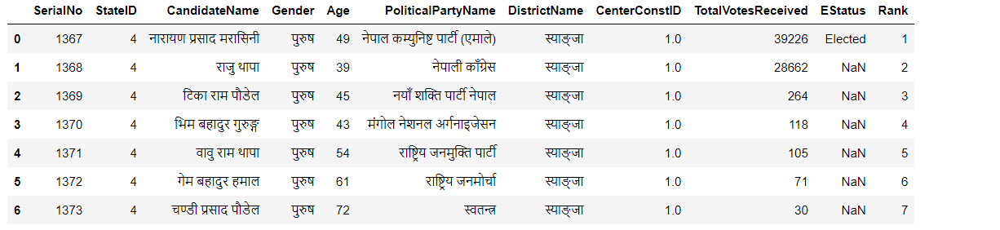 SerialNo StateID CandidateName Gender Age PoliticalPartyName DistrictName CenterConstID TotalVotesReceived EStatus Rank
0 1367 4 नारायण प्रसाद मरासिनी पुरुष 49 नेपाल कम्युनिष्ट पार्टी (एमाले) स्याङ्जा 1.0 39226 Elected 1
1 1368 4 राजु थापा पुरुष 39 नेपाली काँग्रेस स्याङ्जा 1.0 28662 NaN 2
2 1369 4 टिका राम पौडेल पुरुष 45 नयाँ शक्ति पार्टी नेपाल स्याङ्जा 1.0 264 NaN 3
3 1370 4 भिम बहादुर गुरुङ्ग पुरुष 43 मंगोल नेशनल अर्गनाइजेसन स्याङ्जा 1.0 118 NaN 4
4 1371 4 वावु राम थापा पुरुष 54 राष्ट्रिय जनमुक्ति पार्टी स्याङ्जा 1.0 105 NaN 5
5 1372 4 गेम बहादुर हमाल पुरुष 61 राष्ट्रिय जनमोर्चा स्याङ्जा 1.0 71 NaN 6
6 1373 4 चण्डी प्रसाद पौडेल पुरुष 72 स्वतन्त्र स्याङ्जा 1.0 30 NaN 7